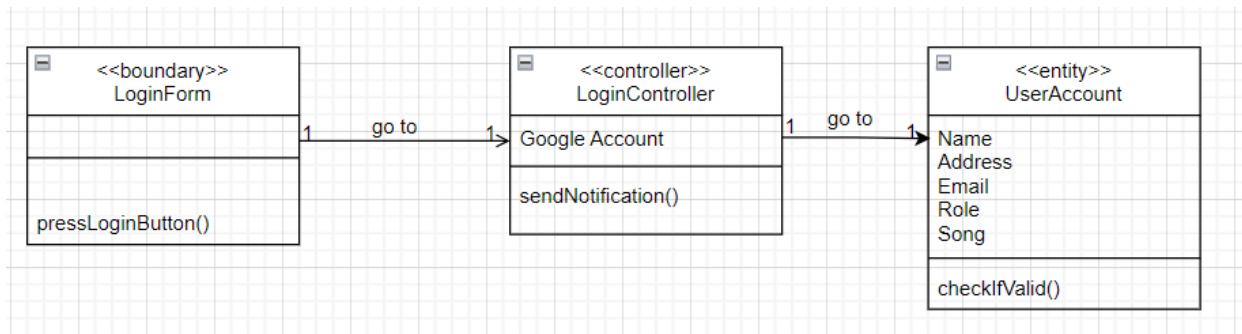 <<boundary>>
LoginForm
pressLoginButton()
1 go to 1
<<controller>>
LoginController
Google Account
sendNotification()
1 go to 1
<<entity>>
UserAccount
Name
Address
Email
Role
Song
checkIfValid()